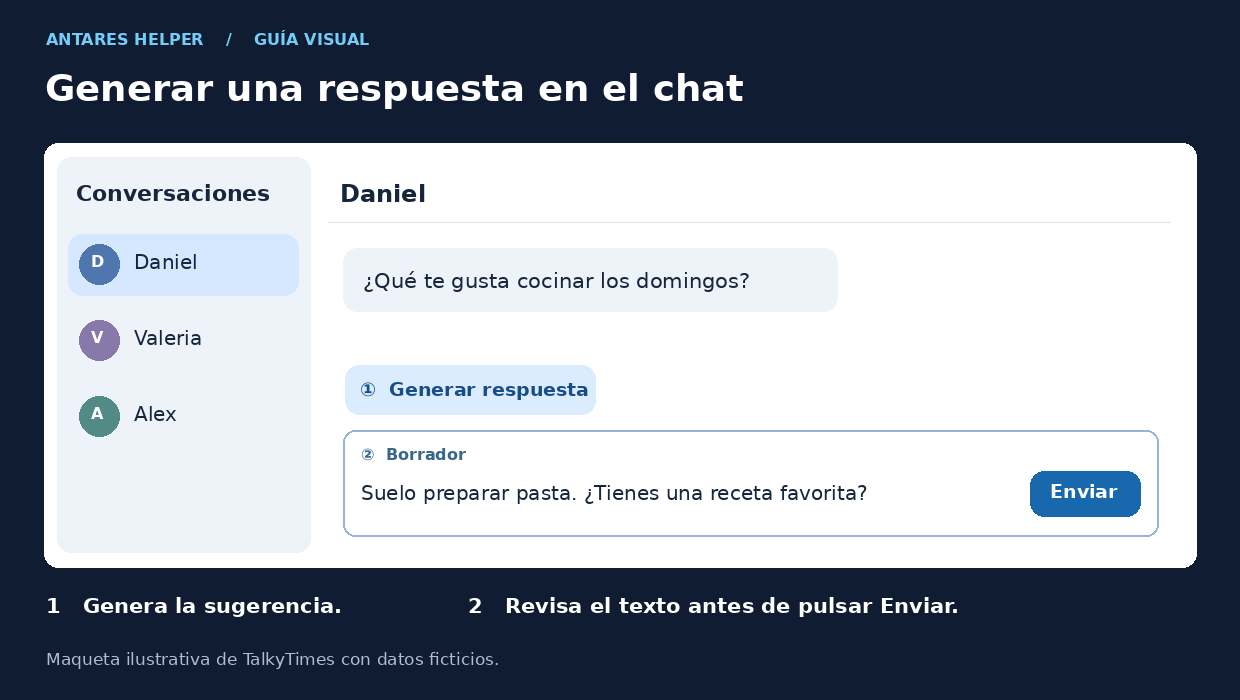 ANTARES HELPER / GUÍA VISUAL
Generar una respuesta en el chat
Conversaciones
D Daniel
V Valeria
A Alex
Daniel
¿Qué te gusta cocinar los domingos?
① Generar respuesta
② Borrador
Suelo preparar pasta. ¿Tienes una receta favorita?
Enviar
1 Genera la sugerencia.
2 Revisa el texto antes de pulsar Enviar.
Maqueta ilustrativa de TalkyTimes con datos ficticios.